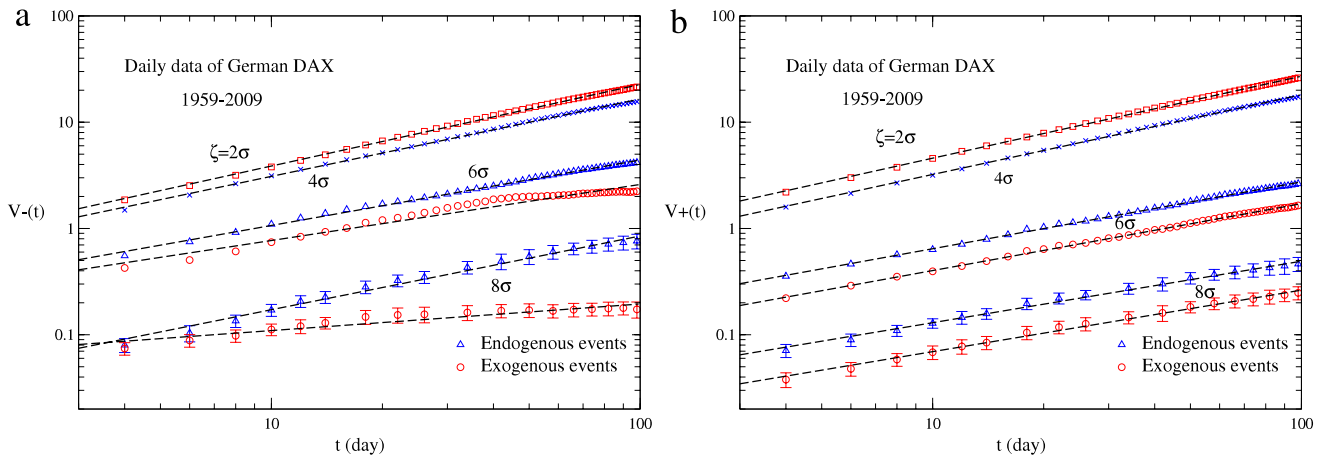 a
100
10
1
0.1
V-(t)
Daily data of German DAX
1959-2009
ζ=2σ
4σ
6σ
8σ
Endogenous events
Exogenous events
10
100
t (day)
b
100
10
1
0.1
V+(t)
Daily data of German DAX
1959-2009
ζ=2σ
4σ
6σ
8σ
Endogenous events
Exogenous events
10
100
t (day)